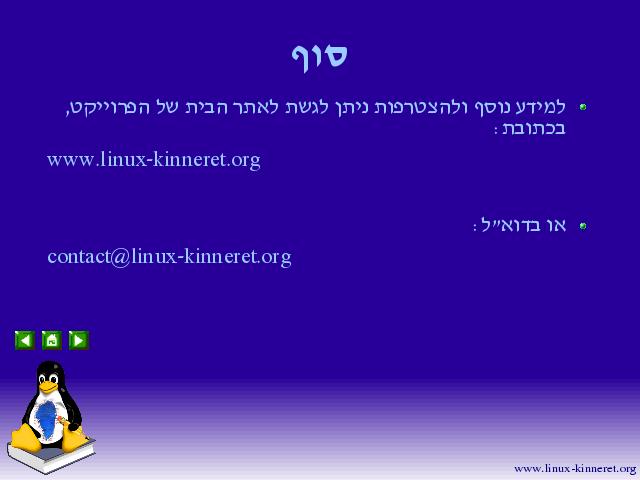 סוף
למידע נוסף ולהצטרפות ניתן לגשת לאתר הבית של הפרוייקט,
בכתובת :
www.linux-kinneret.org
או בדוא״ל :
contact@linux-kinneret.org
www.linux-kinneret.org